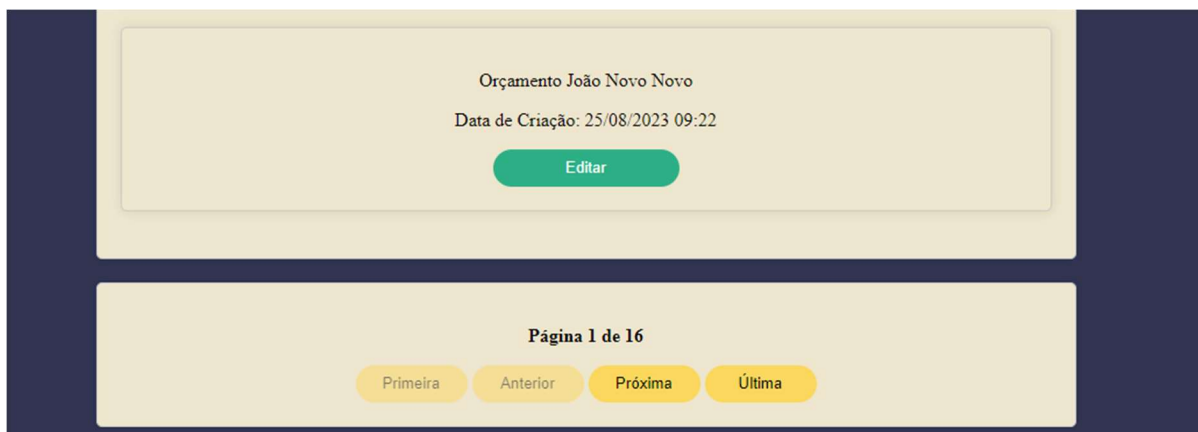 Orçamento João Novo Novo
Data de Criação: 25/08/2023 09:22
Editar
Página 1 de 16
Primeira Anterior Próxima Última